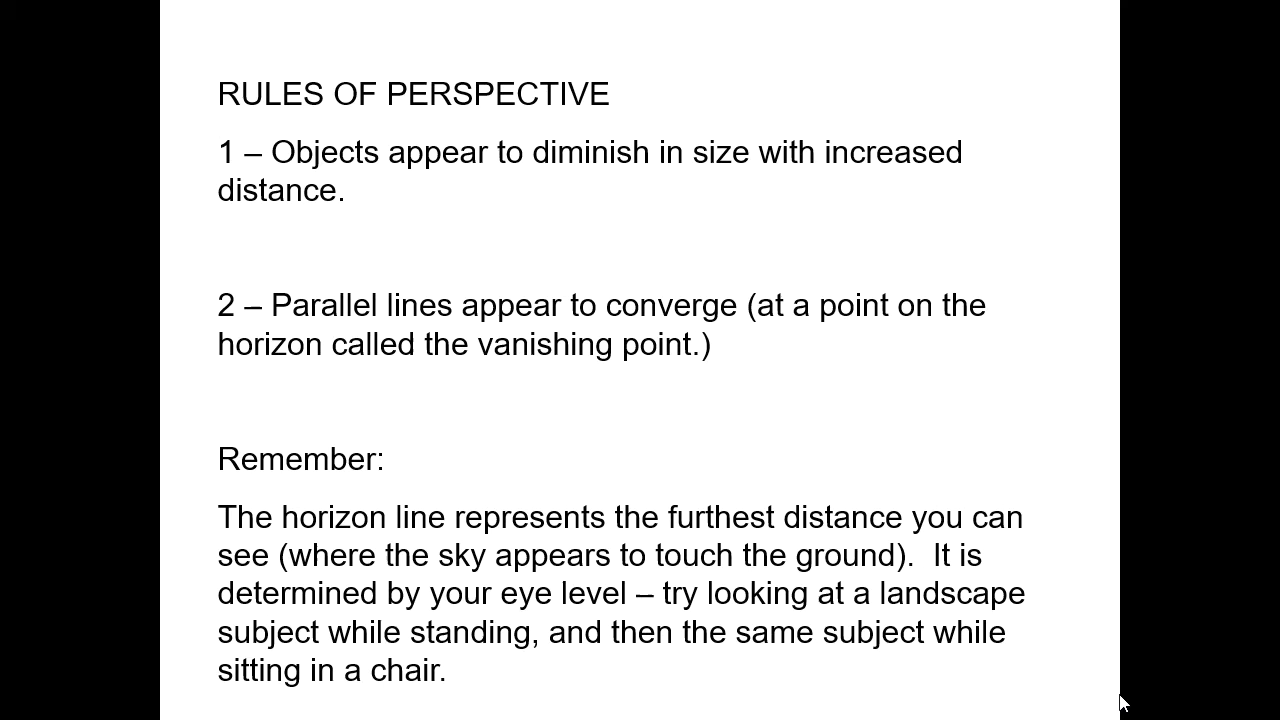 RULES OF PERSPECTIVE
1 – Objects appear to diminish in size with increased
distance.
2 – Parallel lines appear to converge (at a point on the
horizon called the vanishing point.)
Remember:
The horizon line represents the furthest distance you can
see (where the sky appears to touch the ground).  It is
determined by your eye level – try looking at a landscape
subject while standing, and then the same subject while
sitting in a chair.